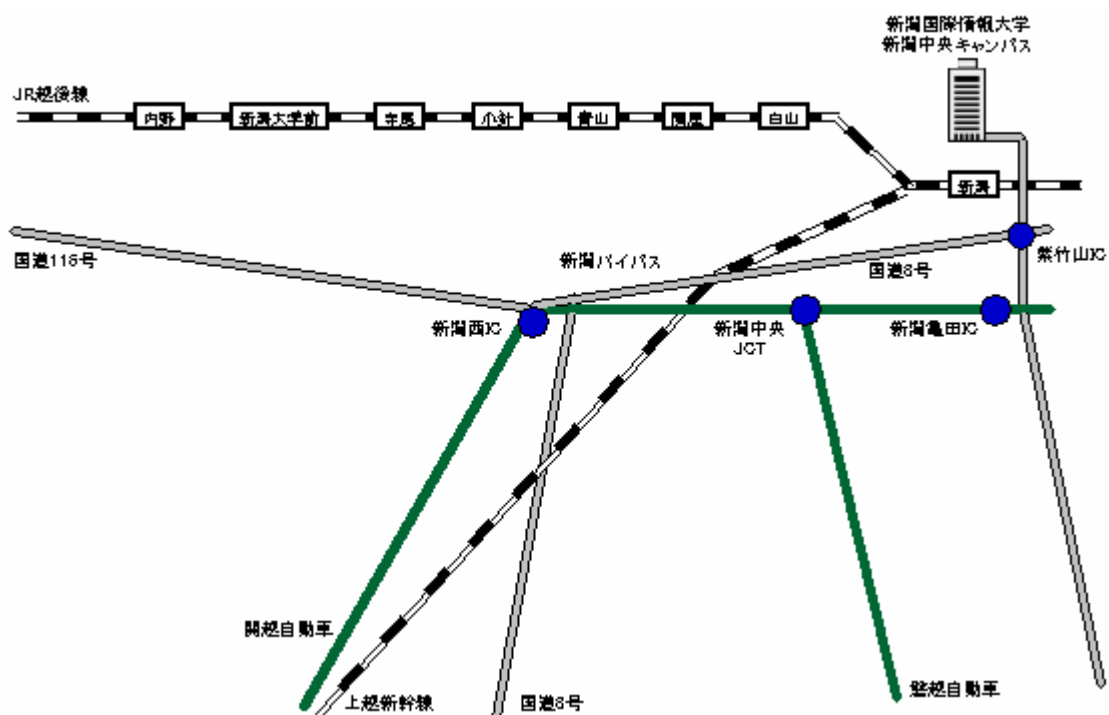 新潟国際情報大学
新潟中央キャンパス
JR越後線
内野
新潟大学前
寺尾
小針
青山
関屋
白山
新潟
国道116号
新潟バイパス
国道8号
紫竹山IC
新潟西IC
新潟中央
JCT
新潟亀田IC
関越自動車
上越新幹線
国道8号
磐越自動車